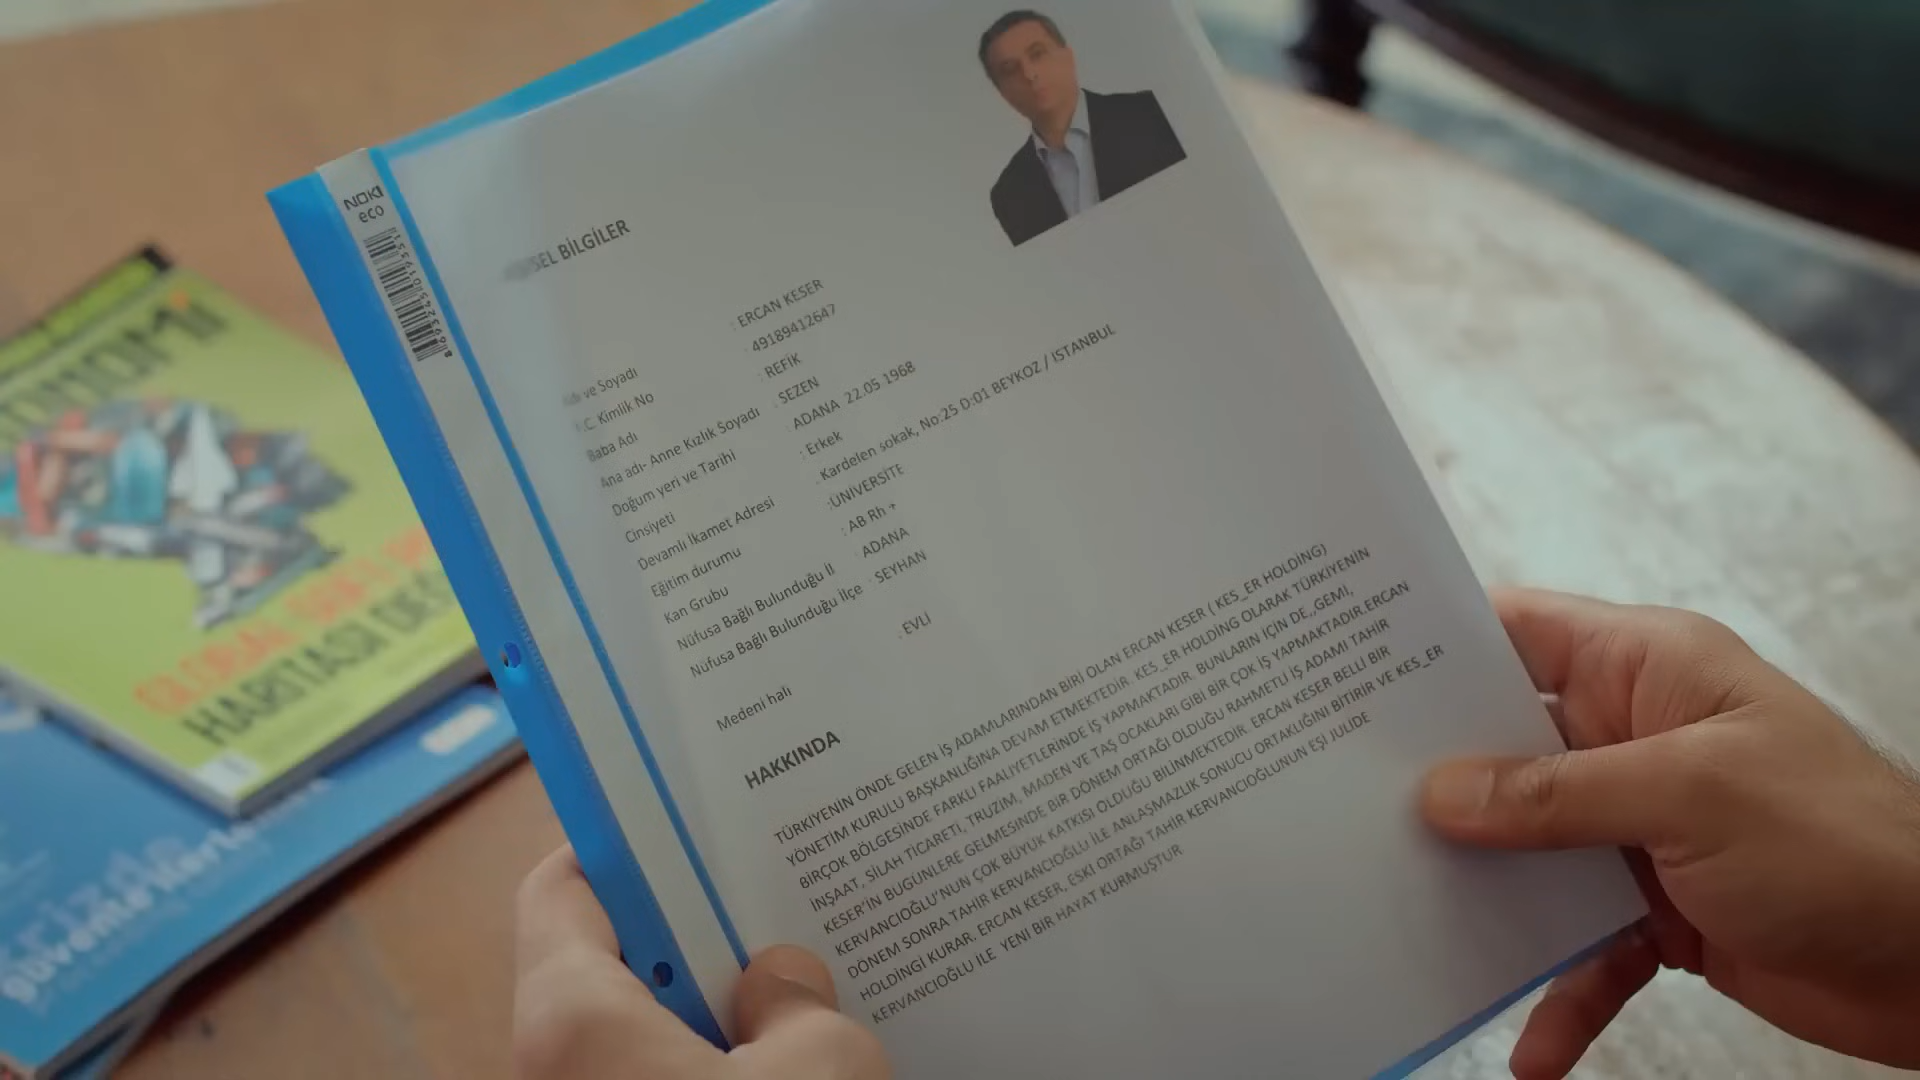 NOKI
eco
8693245019551
SEL BİLGİLER
ve Soyadı : ERCAN KESER
.C. Kimlik No : 49189412647
Baba Adı : REFİK
Ana adı- Anne Kızlık Soyadı : SEZEN
Doğum yeri ve Tarihi : ADANA 22.05 1968
Cinsiyeti : Erkek
Devamlı İkamet Adresi : Kardelen sokak, No:25 D:01 BEYKOZ / ISTANBUL
Eğitim durumu :ÜNİVERSİTE
Kan Grubu : AB Rh +
Nüfusa Bağlı Bulunduğu İl : ADANA
Nüfusa Bağlı Bulunduğu İlçe : SEYHAN
Medeni hali : EVLİ
HAKKINDA
TÜRKİYENİN ÖNDE GELEN İŞ ADAMLARINDAN BİRİ OLAN ERCAN KESER ( KES_ER HOLDİNG)
YÖNETİM KURULU BAŞKANLIĞINA DEVAM ETMEKTEDİR. KES_ER HOLDİNG OLARAK TÜRKİYENİN
BİRÇOK BÖLGESİNDE FARKLI FAALİYETLERİNDE İŞ YAPMAKTADIR. BUNLARIN İÇİN DE,,GEMİ,
İNŞAAT, SİLAH TİCARETİ, TRUZİM, MADEN VE TAŞ OCAKLARI GİBİ BİR ÇOK İŞ YAPMAKTADIR.ERCAN
KESER'İN BUGÜNLERE GELMESİNDE BİR DÖNEM ORTAĞI OLDUĞU RAHMETLİ İŞ ADAMI TAHİR
KERVANCIOĞLU'NUN ÇOK BÜYÜK KATKISI OLDUĞU BİLİNMEKTEDİR. ERCAN KESER BELLİ BİR
DÖNEM SONRA TAHİR KERVANCIOĞLU İLE ANLAŞMAZLIK SONUCU ORTAKLIĞINI BİTİRİR VE KES_ER
HOLDİNGİ KURAR. ERCAN KESER, ESKİ ORTAĞI TAHİR KERVANCIOĞLUNUN EŞİ JULİDE
KERVANCIOĞLU İLE YENİ BİR HAYAT KURMUŞTUR
HARİTASI